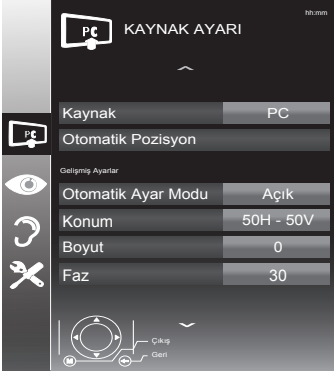 PC
KAYNAK AYARI
hh:mm
Kaynak PC
Otomatik Pozisyon
PC
Gelişmiş Ayarlar
Otomatik Ayar Modu Açık
Konum 50H - 50V
Boyut 0
Faz 30
Çıkış
M
Geri